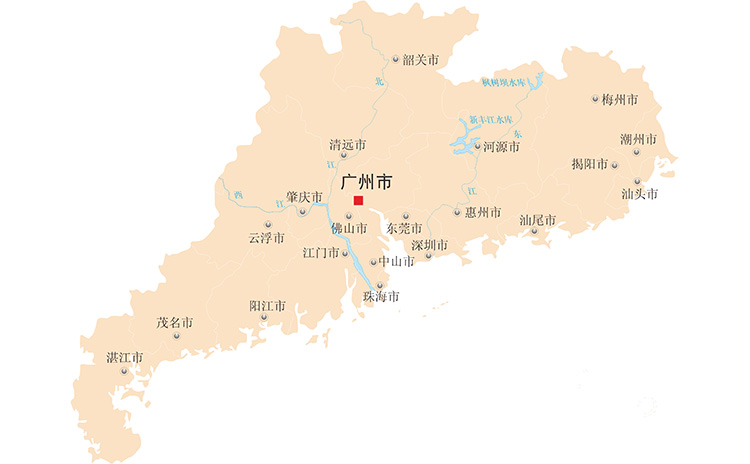 韶关市
北
枫树坝水库
梅州市
新丰江水库
东
清远市
河源市
潮州市
江
揭阳市
广州市
西
江
肇庆市
江
汕头市
佛山市
东莞市
惠州市
汕尾市
云浮市
江门市
深圳市
中山市
珠海市
阳江市
茂名市
湛江市